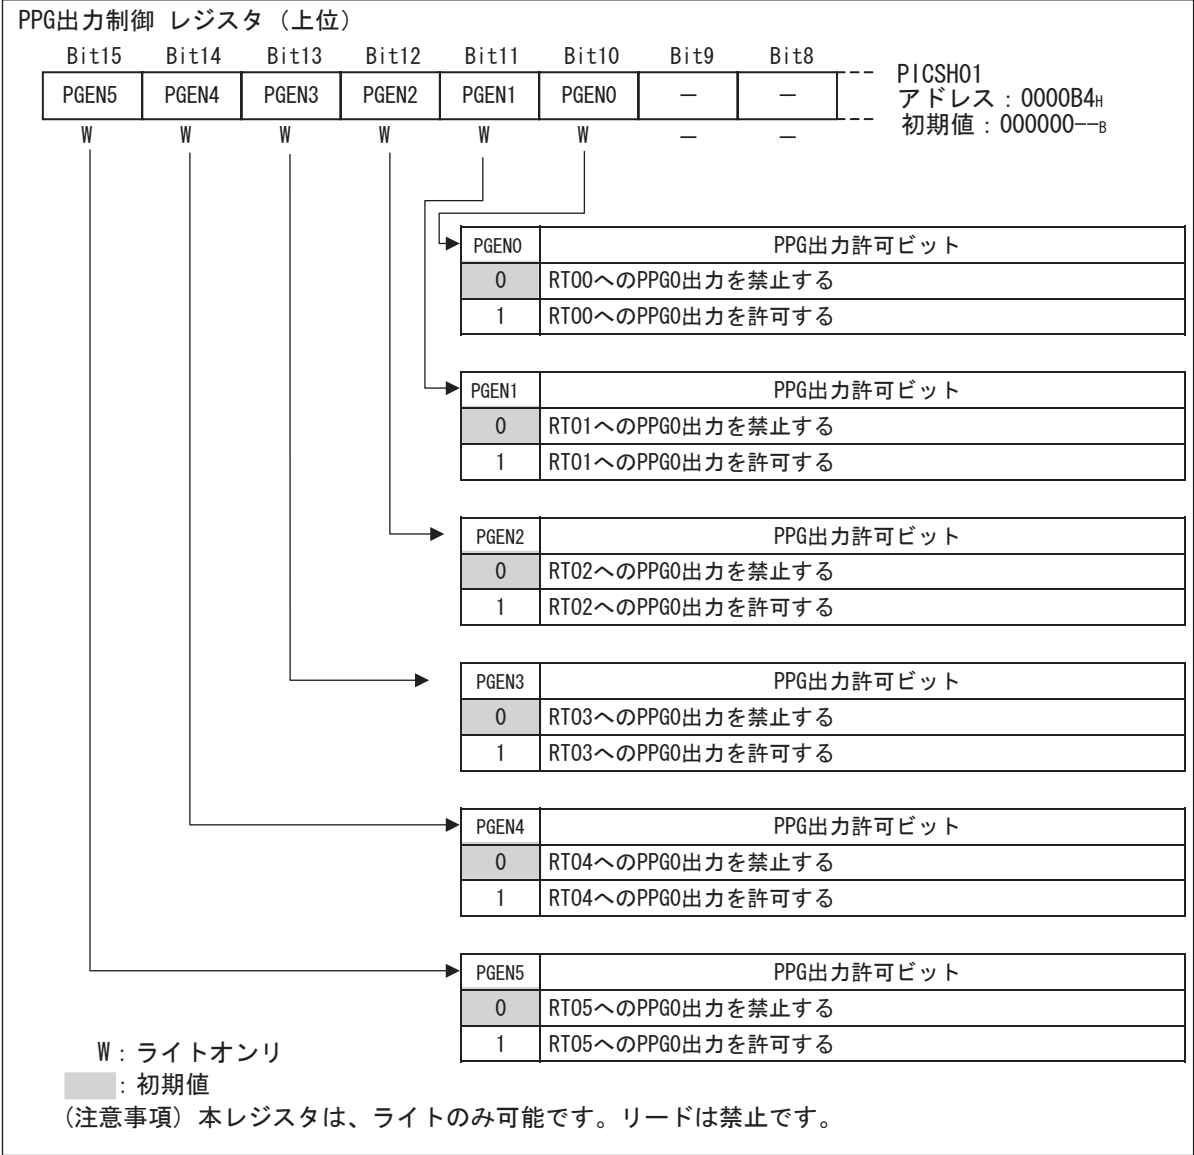 PPG出力制御 レジスタ（上位）
Bit15 Bit14 Bit13 Bit12 Bit11 Bit10 Bit9 Bit8
PGEN5 PGEN4 PGEN3 PGEN2 PGEN1 PGEN0 － －
W W W W W W － －
PICSH01
アドレス：0000B4H
初期値：000000--B
PGEN0 PPG出力許可ビット
0 RTO0へのPPG0出力を禁止する
1 RTO0へのPPG0出力を許可する
PGEN1 PPG出力許可ビット
0 RTO1へのPPG0出力を禁止する
1 RTO1へのPPG0出力を許可する
PGEN2 PPG出力許可ビット
0 RTO2へのPPG0出力を禁止する
1 RTO2へのPPG0出力を許可する
PGEN3 PPG出力許可ビット
0 RTO3へのPPG0出力を禁止する
1 RTO3へのPPG0出力を許可する
PGEN4 PPG出力許可ビット
0 RTO4へのPPG0出力を禁止する
1 RTO4へのPPG0出力を許可する
PGEN5 PPG出力許可ビット
0 RTO5へのPPG0出力を禁止する
1 RTO5へのPPG0出力を許可する
W：ライトオンリ
：初期値
（注意事項）本レジスタは、ライトのみ可能です。リードは禁止です。